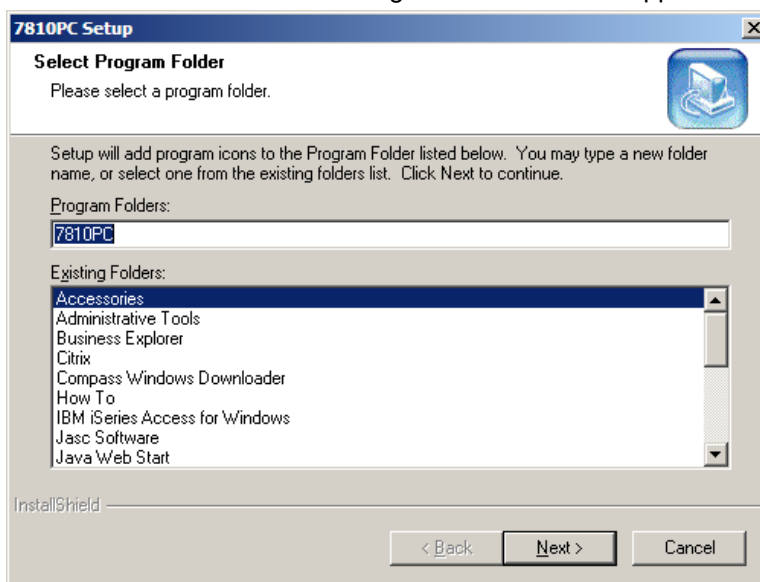 7810PC Setup
Select Program Folder
Please select a program folder.
Setup will add program icons to the Program Folder listed below. You may type a new folder
name, or select one from the existing folders list. Click Next to continue.
Program Folders:
7810PC
Existing Folders:
Accessories
Administrative Tools
Business Explorer
Citrix
Compass Windows Downloader
How To
IBM iSeries Access for Windows
Jasc Software
Java Web Start
InstallShield
< Back
Next >
Cancel